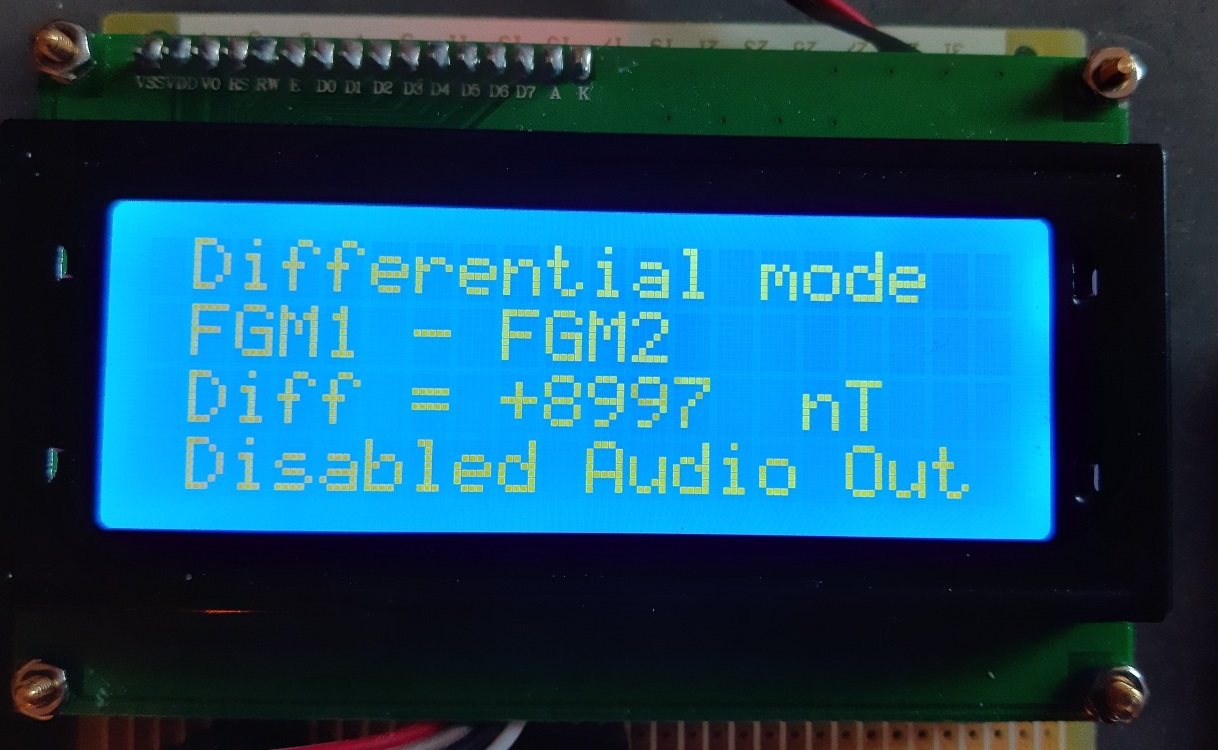 VSS VDD V0 RS RW E D0 D1 D2 D3 D4 D5 D6 D7 A K
Differential mode
FGM1 - FGM2
Diff = +8997 nT
Disabled Audio Out